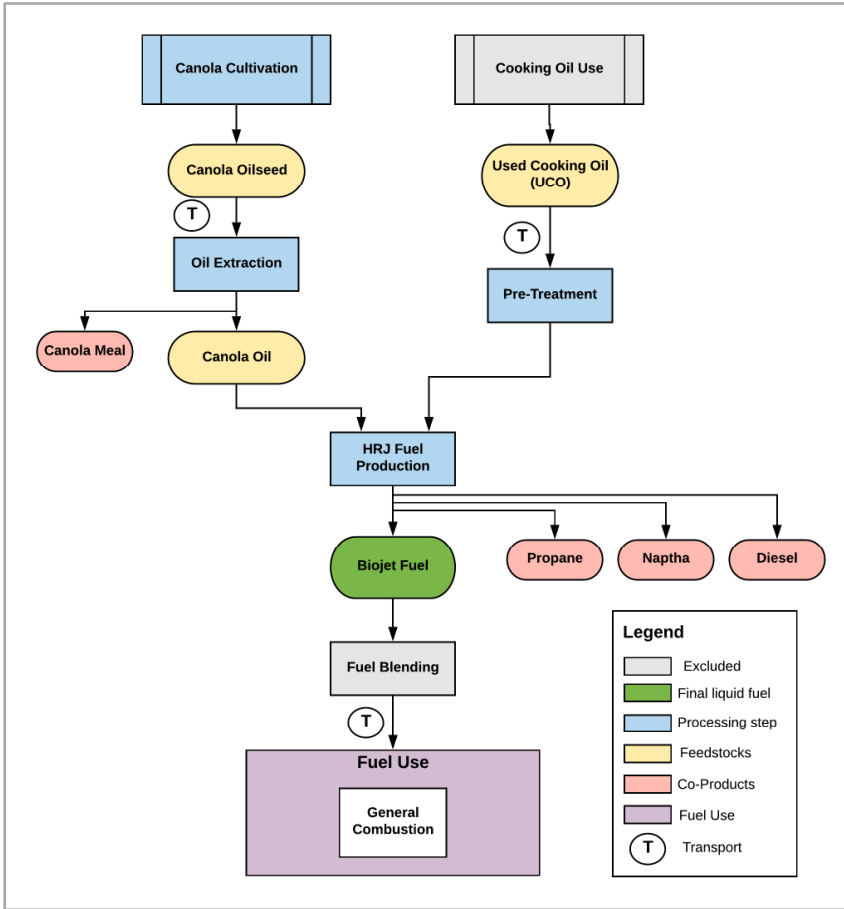 Canola Cultivation
Cooking Oil Use
Canola Oilseed
Used Cooking Oil
(UCO)
T
T
Oil Extraction
Pre-Treatment
Canola Meal
Canola Oil
HRJ Fuel
Production
Biojet Fuel
Propane
Naptha
Diesel
Fuel Blending
T
Fuel Use
General
Combustion
Legend
Excluded
Final liquid fuel
Processing step
Feedstocks
Co-Products
Fuel Use
T Transport